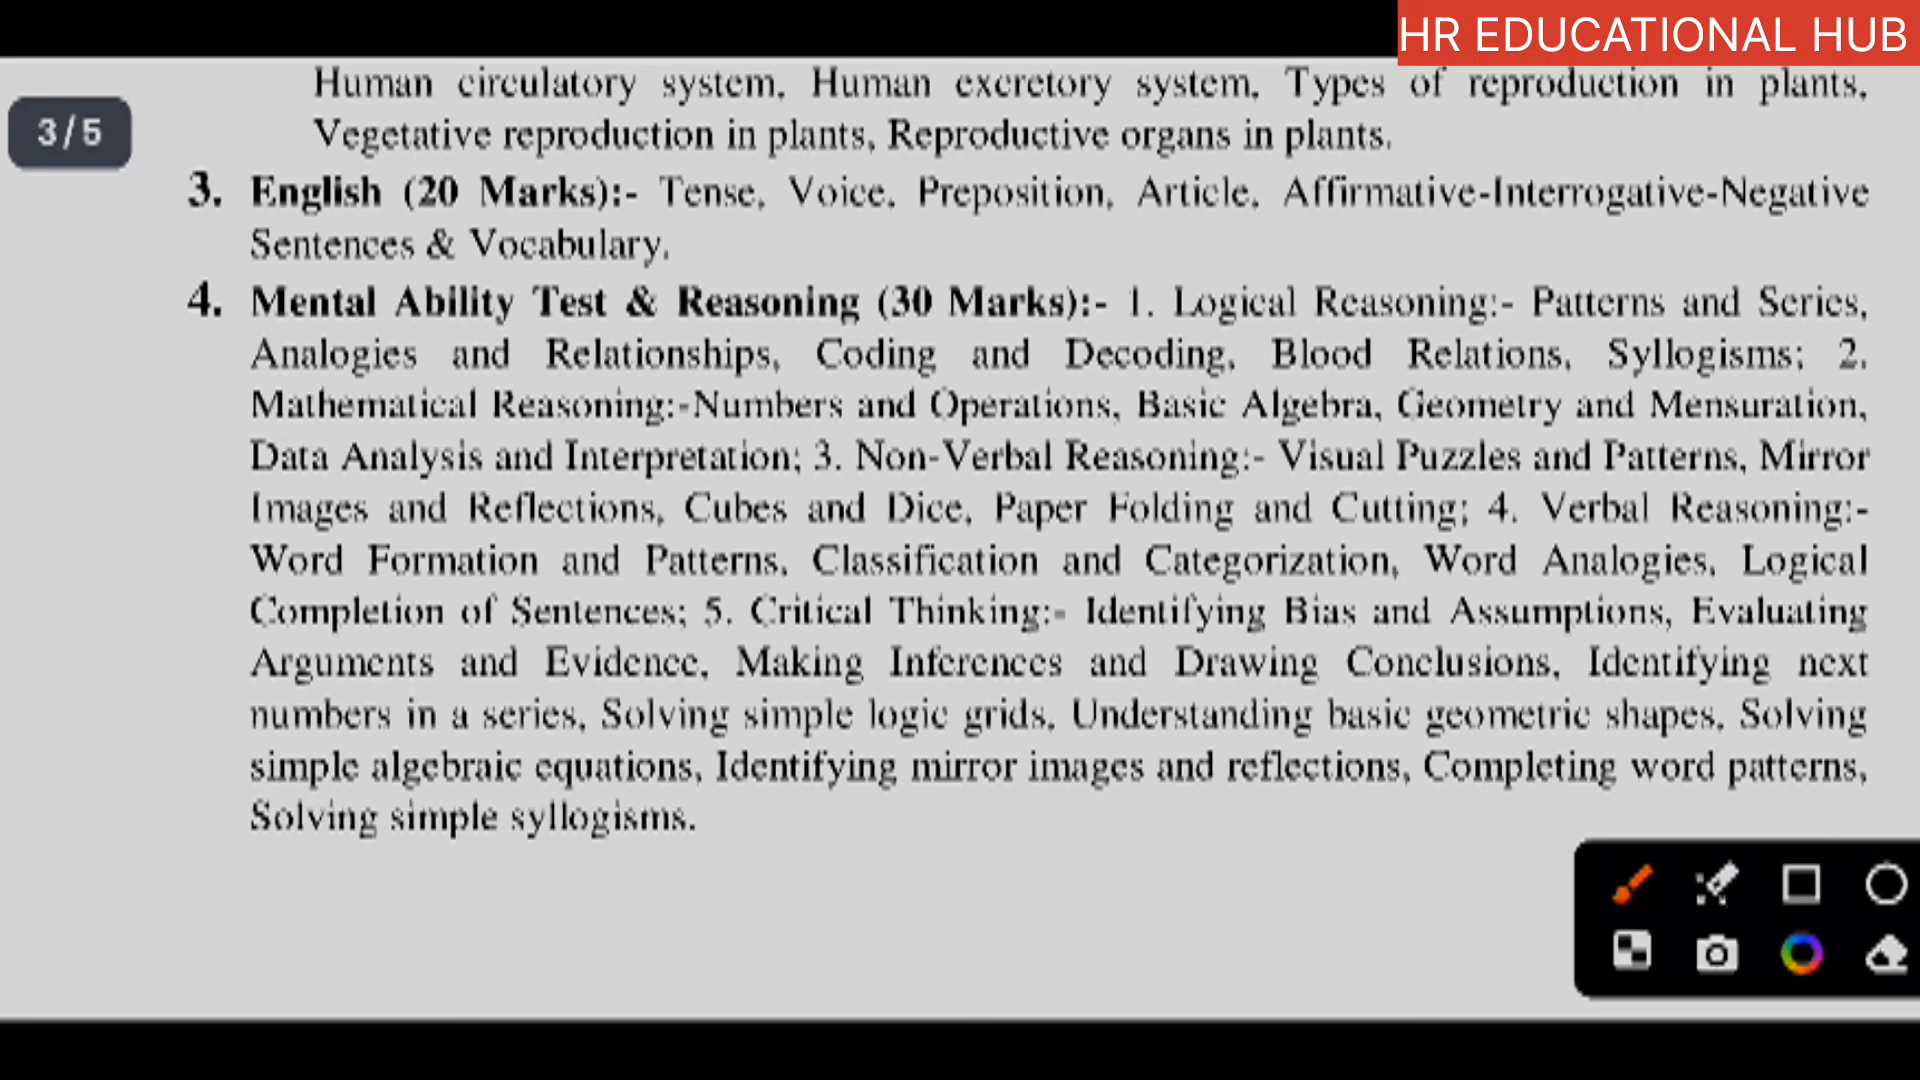 HR EDUCATIONAL HUB
Human circulatory system, Human excretory system, Types of reproduction in plants,
3/5
Vegetative reproduction in plants, Reproductive organs in plants.
3. English (20 Marks):- Tense, Voice, Preposition, Article, Affirmative-Interrogative-Negative
Sentences & Vocabulary.
4. Mental Ability Test & Reasoning (30 Marks):- 1. Logical Reasoning:- Patterns and Series,
Analogies and Relationships, Coding and Decoding, Blood Relations, Syllogisms; 2.
Mathematical Reasoning:-Numbers and Operations, Basic Algebra, Geometry and Mensuration,
Data Analysis and Interpretation; 3. Non-Verbal Reasoning:- Visual Puzzles and Patterns, Mirror
Images and Reflections, Cubes and Dice, Paper Folding and Cutting; 4. Verbal Reasoning:-
Word Formation and Patterns, Classification and Categorization, Word Analogies, Logical
Completion of Sentences; 5. Critical Thinking:- Identifying Bias and Assumptions, Evaluating
Arguments and Evidence, Making Inferences and Drawing Conclusions, Identifying next
numbers in a series, Solving simple logic grids, Understanding basic geometric shapes, Solving
simple algebraic equations, Identifying mirror images and reflections, Completing word patterns,
Solving simple syllogisms.